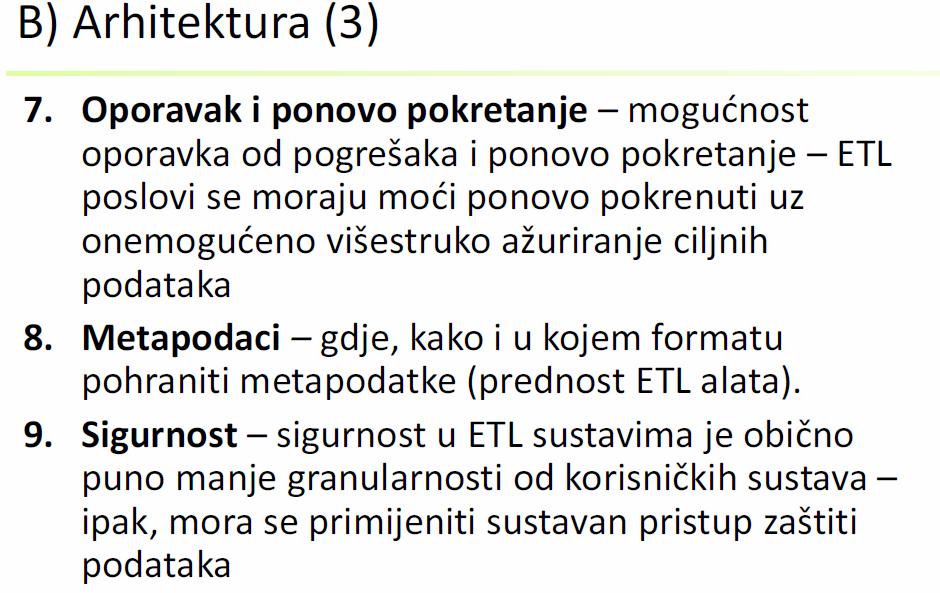 B) Arhitektura (3)
7. Oporavak i ponovo pokretanje – mogućnost
oporavka od pogrešaka i ponovo pokretanje – ETL
poslovi se moraju moći ponovo pokrenuti uz
onemogućeno višestruko ažuriranje ciljnih
podataka
8. Metapodaci – gdje, kako i u kojem formatu
pohraniti metapodatke (prednost ETL alata).
9. Sigurnost – sigurnost u ETL sustavima je obično
puno manje granularnosti od korisničkih sustava –
ipak, mora se primijeniti sustavan pristup zaštiti
podataka